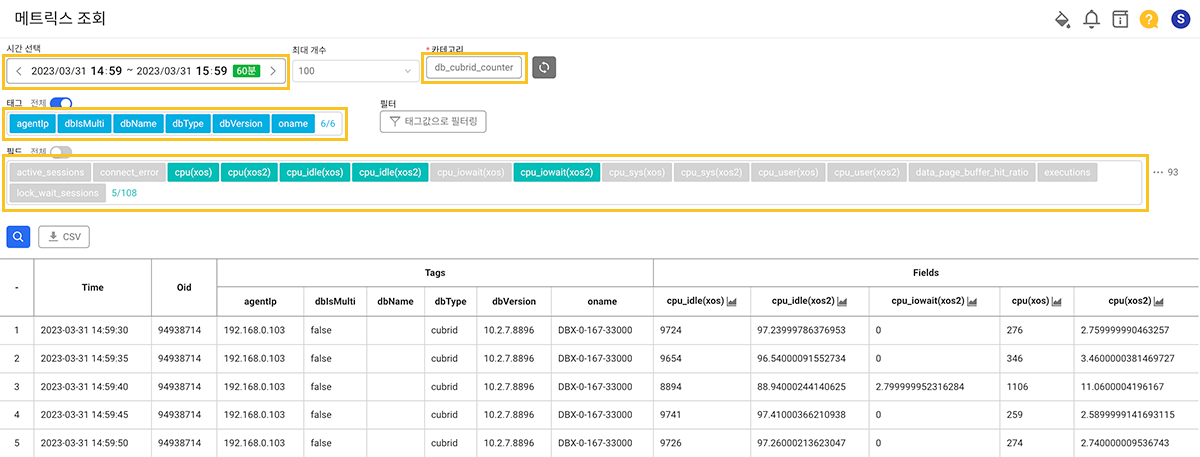 메트릭스 조회
? S
시간 선택 최대 개수 * 카테고리
2023/03/31 14:59 ~ 2023/03/31 15:59 60분 100 db_cubrid_counter
태그 전체 필터
agentIp dbIsMulti dbName dbType dbVersion oname 6/6 태그값으로 필터링
필드 전체
active_sessions connect_error cpu(xos) cpu(xos2) cpu_idle(xos) cpu_idle(xos2) cpu_iowait(xos) cpu_iowait(xos2) cpu_sys(xos) cpu_sys(xos2) cpu_user(xos) cpu_user(xos2) data_page_buffer_hit_ratio executions ··· 93
lock_wait_sessions 5/108
CSV
- Time Oid Tags Fields
agentIp dbIsMulti dbName dbType dbVersion oname cpu_idle(xos) cpu_idle(xos2) cpu_iowait(xos2) cpu(xos) cpu(xos2)
1 2023-03-31 14:59:30 94938714 192.168.0.103 false cubrid 10.2.7.8896 DBX-0-167-33000 9724 97.23999786376953 0 276 2.759999990463257
2 2023-03-31 14:59:35 94938714 192.168.0.103 false cubrid 10.2.7.8896 DBX-0-167-33000 9654 96.54000091552734 0 346 3.4600000381469727
3 2023-03-31 14:59:40 94938714 192.168.0.103 false cubrid 10.2.7.8896 DBX-0-167-33000 8894 88.94000244140625 2.799999952316284 1106 11.0600004196167
4 2023-03-31 14:59:45 94938714 192.168.0.103 false cubrid 10.2.7.8896 DBX-0-167-33000 9741 97.41000366210938 0 259 2.5899999141693115
5 2023-03-31 14:59:50 94938714 192.168.0.103 false cubrid 10.2.7.8896 DBX-0-167-33000 9726 97.26000213623047 0 274 2.740000009536743